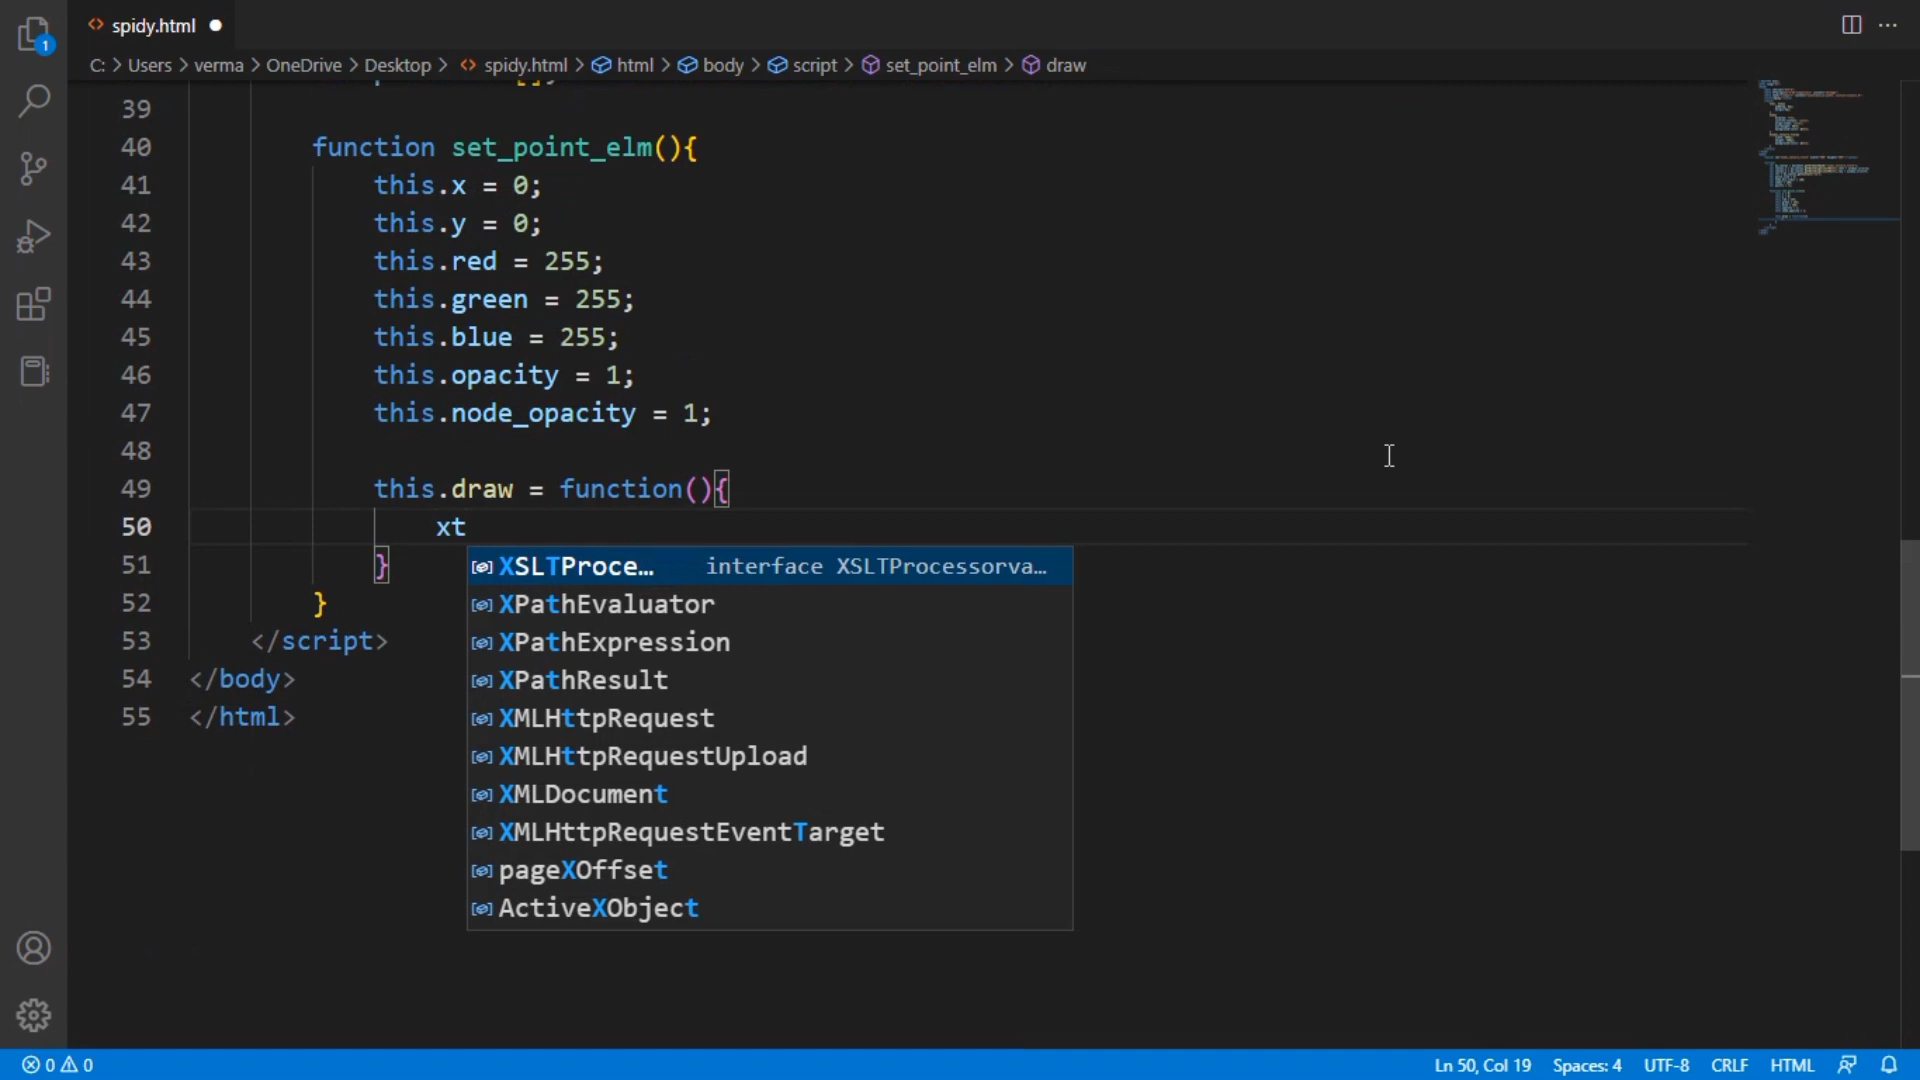 spidy.html
1
C: > Users > verma > OneDrive > Desktop > spidy.html > html > body > script > set_point_elm > draw
39
40 function set_point_elm(){
41 this.x = 0;
42 this.y = 0;
43 this.red = 255;
44 this.green = 255;
45 this.blue = 255;
46 this.opacity = 1;
47 this.node_opacity = 1;
48
49 this.draw = function(){
50 xt
XSLTProce… interface XSLTProcessorva…
51 }
XPathEvaluator
52 }
XPathExpression
53 </script>
XPathResult
54 </body>
XMLHttpRequest
55 </html>
XMLHttpRequestUpload
XMLDocument
XMLHttpRequestEventTarget
pageXOffset
ActiveXObject
0 0 Ln 50, Col 19 Spaces: 4 UTF-8 CRLF HTML